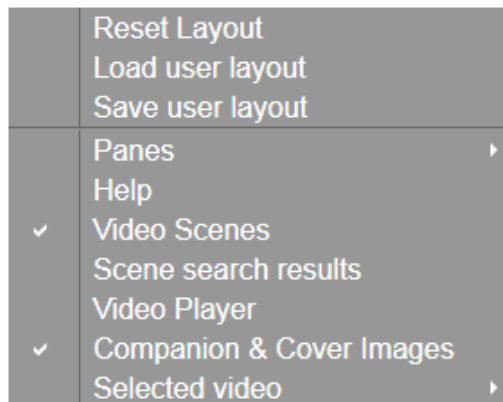 Reset Layout
Load user layout
Save user layout
Panes
Help
Video Scenes
Scene search results
Video Player
Companion & Cover Images
Selected video